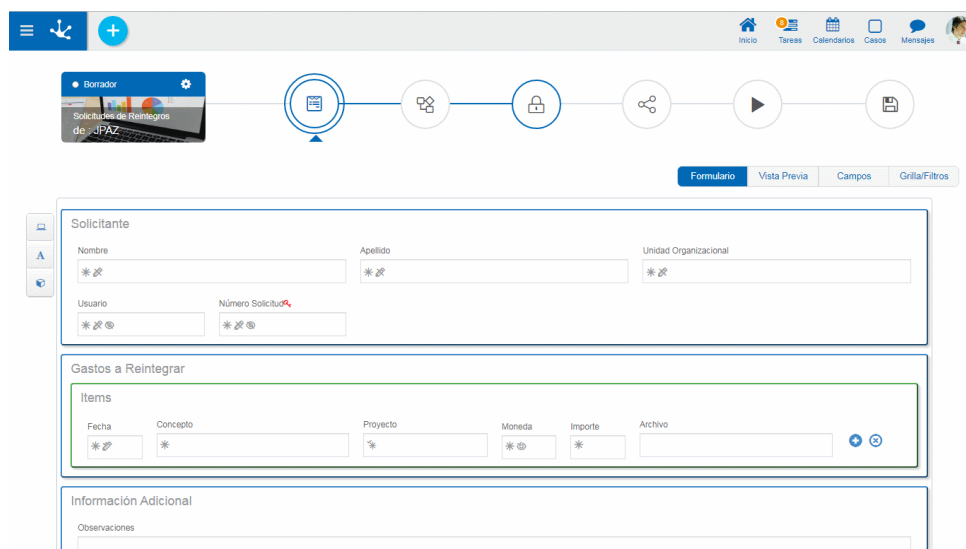 8
Inicio Tareas Calendarios Casos Mensajes
Borrador
Solicitudes de Reintegros
de : JPAZ
Formulario Vista Previa Campos Grilla/Filtros
A
Solicitante
Nombre Apellido Unidad Organizacional
Usuario Número Solicitud
Gastos a Reintegrar
Items
Fecha Concepto Proyecto Moneda Importe Archivo
Información Adicional
Observaciones